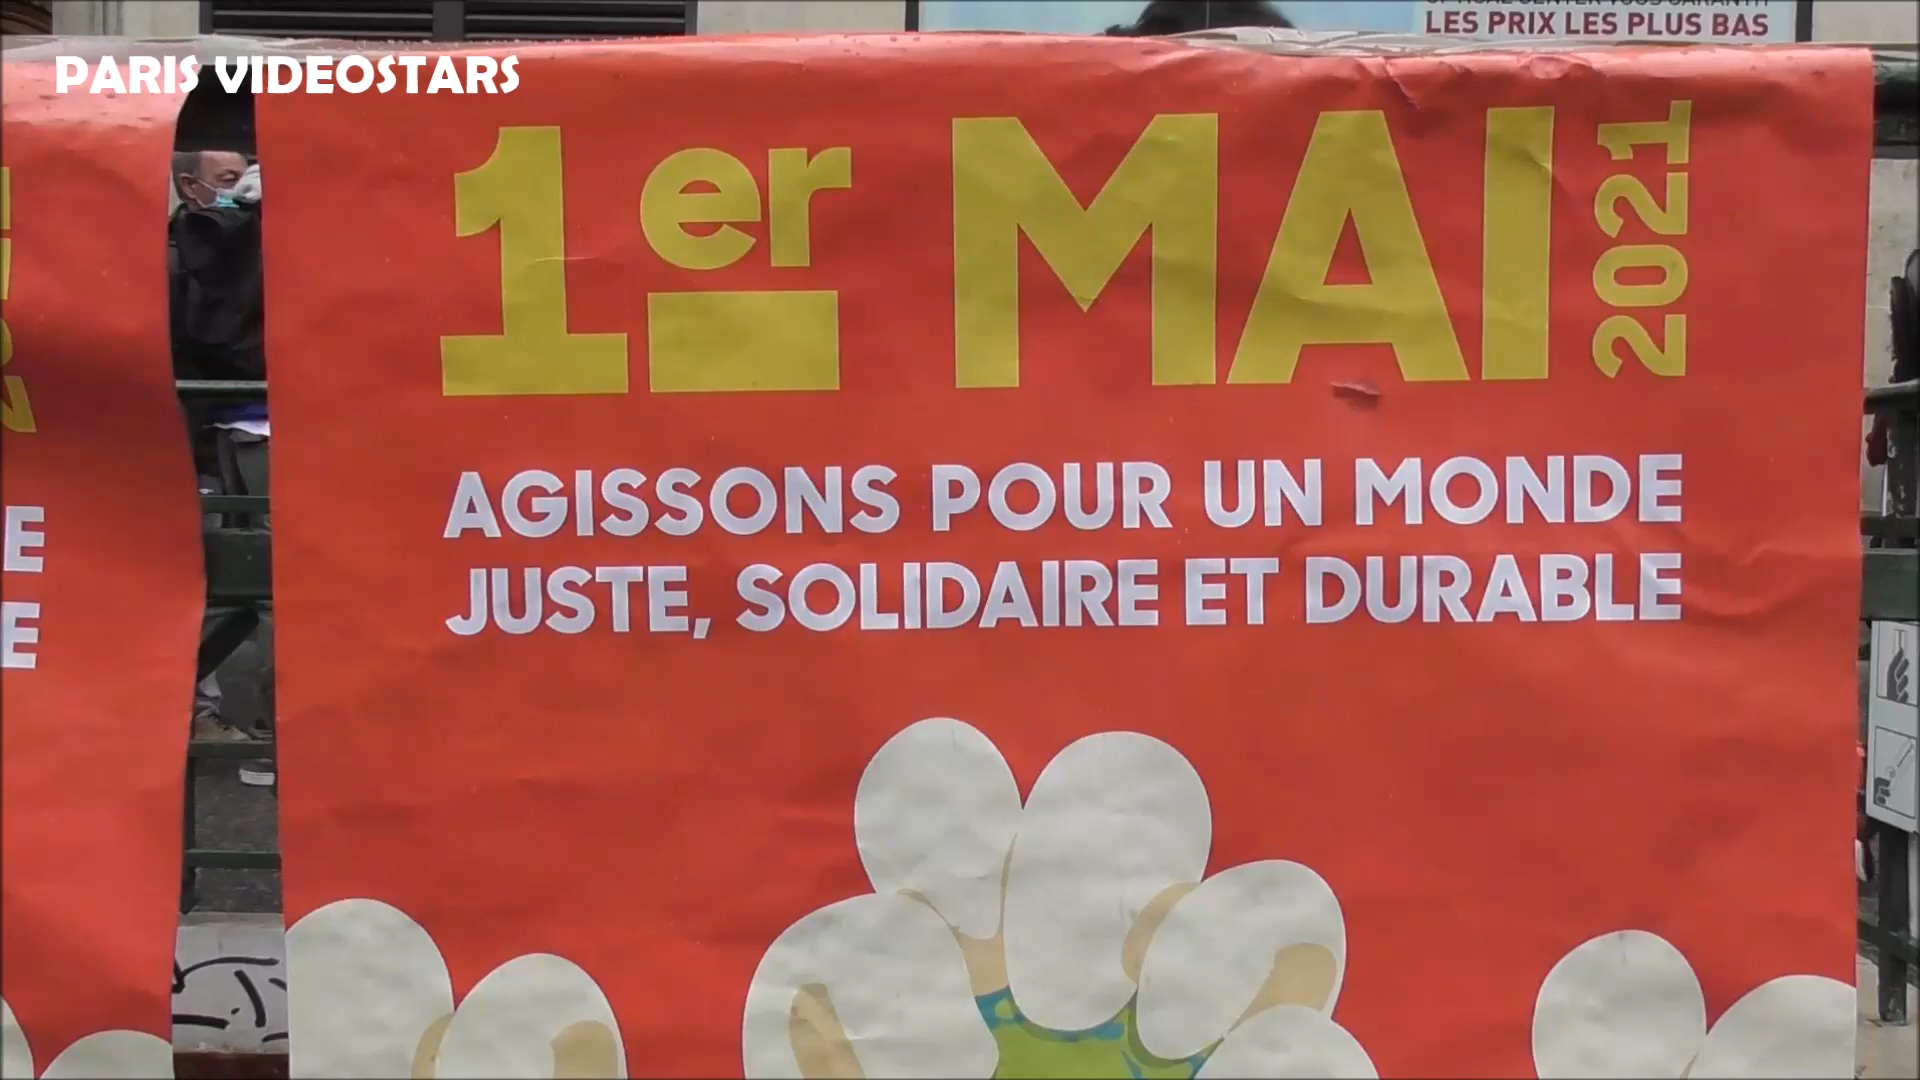 LES PRIX LES PLUS BAS
PARIS VIDEOSTARS
1er MAI 2021
AGISSONS POUR UN MONDE
JUSTE, SOLIDAIRE ET DURABLE
E
E